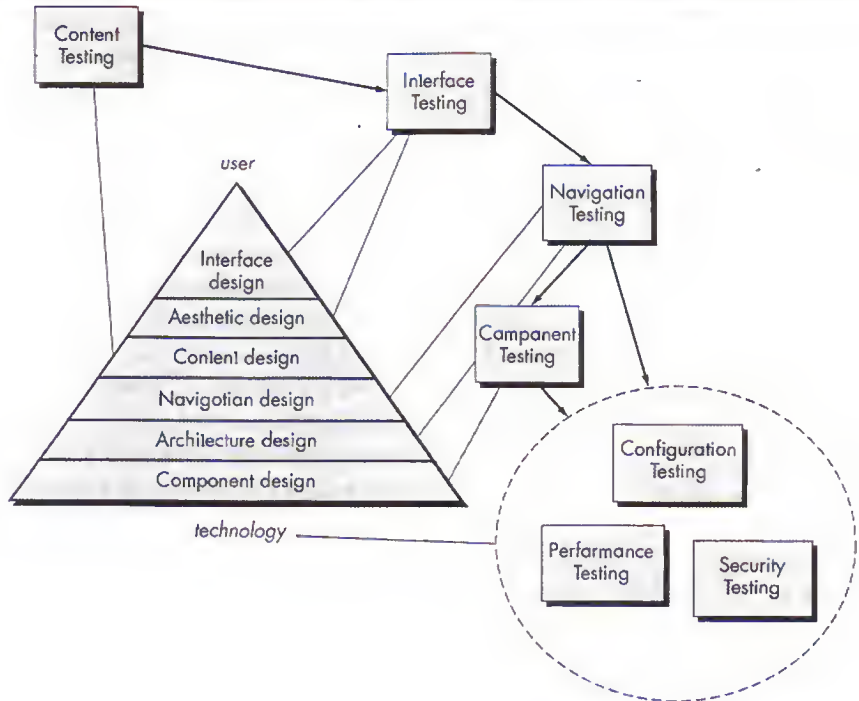 Content
Testing
Interface
Testing
user
Navigatian
Testing
Interface
design
Aesthetic design
Campanent
Testing
Content design
Navigotian design
Architecture design
Configuration
Testing
Component design
technology
Perfarmance
Testing
Security
Testing